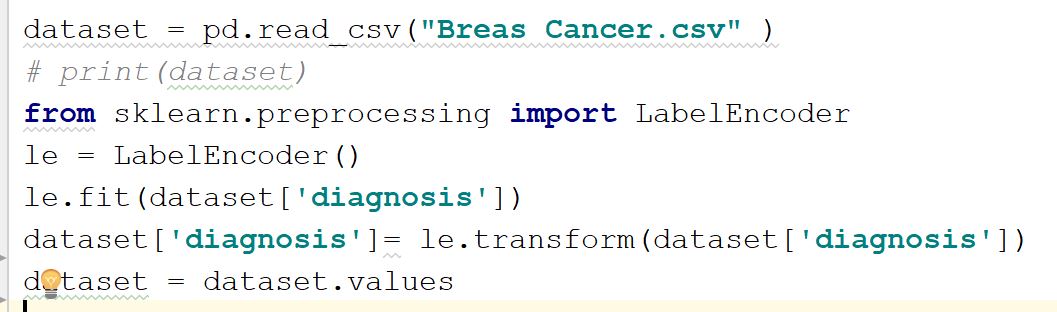 dataset = pd.read_csv("Breas Cancer.csv" )
# print(dataset)
from sklearn.preprocessing import LabelEncoder
le = LabelEncoder()
le.fit(dataset['diagnosis'])
dataset['diagnosis']= le.transform(dataset['diagnosis'])
dataset = dataset.values